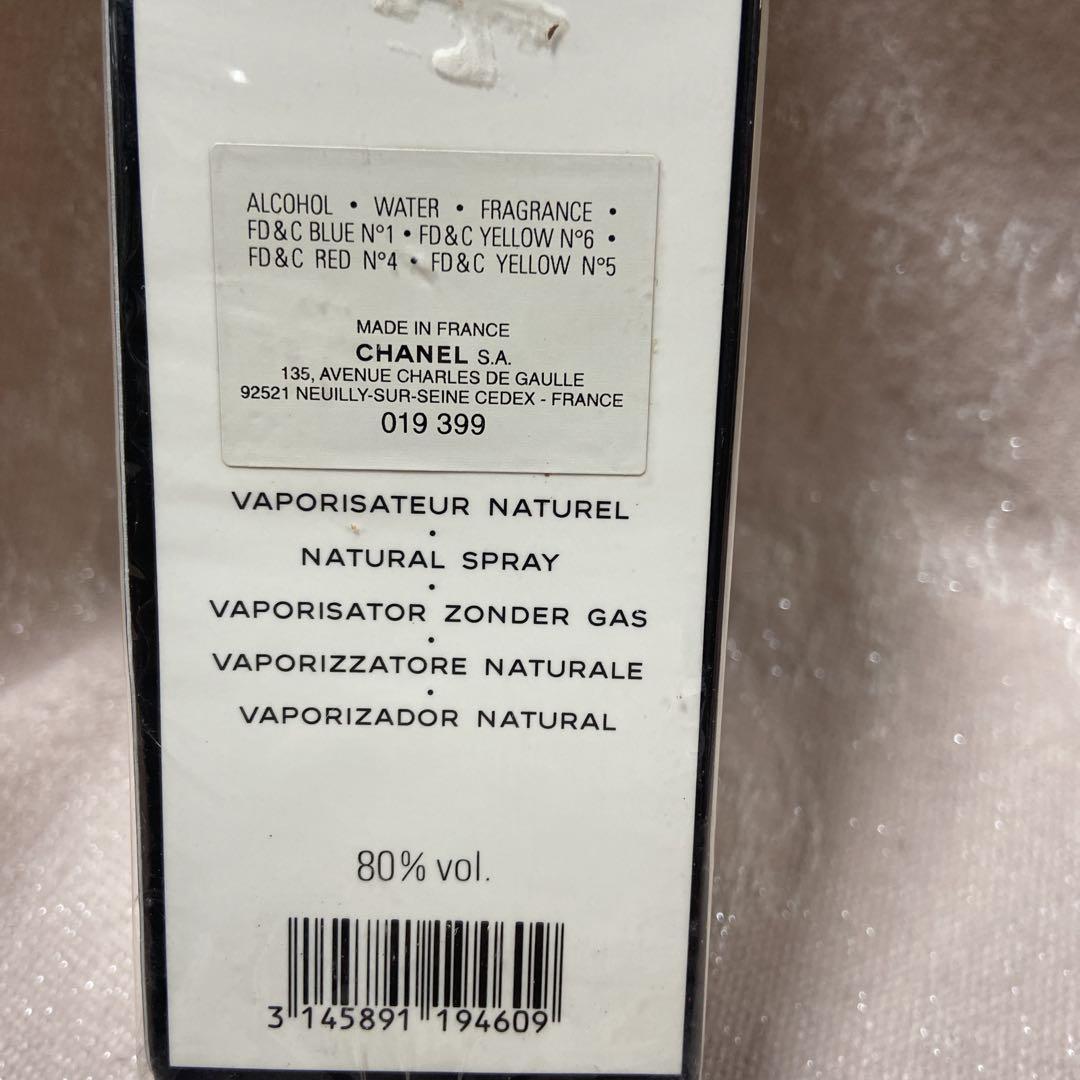 ALCOHOL • WATER • FRAGRANCE •
FD&C BLUE N°1 • FD&C YELLOW N°6 •
FD&C RED N°4 • FD&C YELLOW N°5
MADE IN FRANCE
CHANEL S.A.
135, AVENUE CHARLES DE GAULLE
92521 NEUILLY-SUR-SEINE CEDEX - FRANCE
019 399
VAPORISATEUR NATUREL
•
NATURAL SPRAY
•
VAPORISATOR ZONDER GAS
•
VAPORIZZATORE NATURALE
•
VAPORIZADOR NATURAL
80% vol.
3 145891 194609